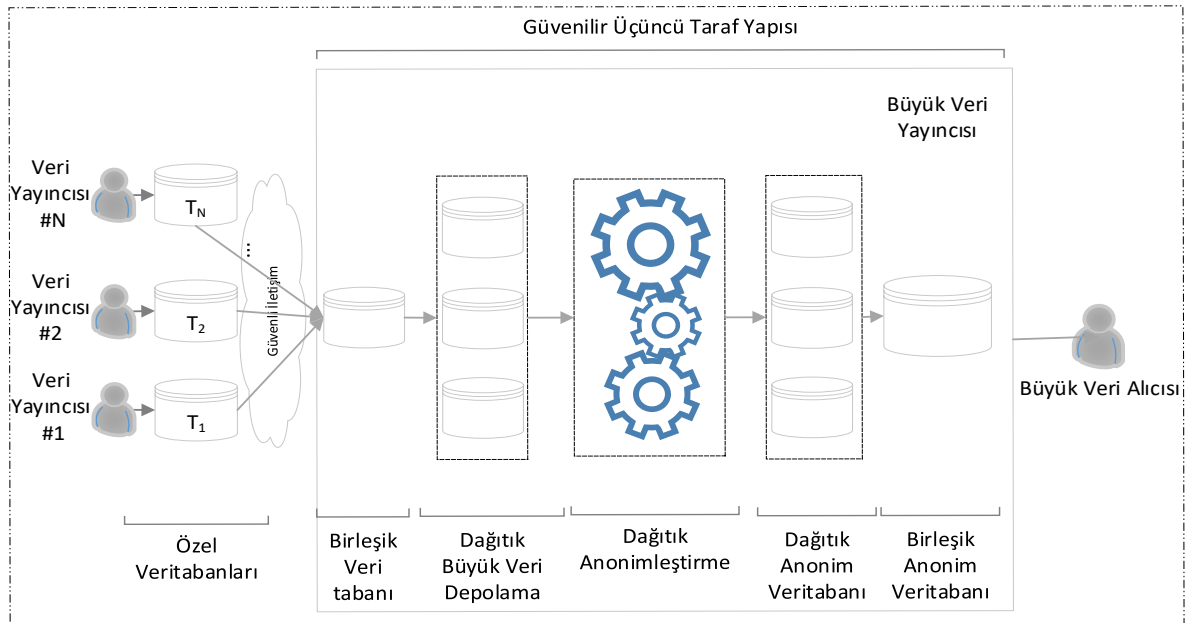 Güvenilir Üçüncü Taraf Yapısı
Büyük Veri
Yayıncısı
Veri
Yayıncısı
#N
T_N
...
Veri
Yayıncısı
#2
T_2
Güvenli İletişim
Veri
Yayıncısı
#1
T_1
Büyük Veri Alıcısı
Özel
Veritabanları
Birleşik
Veri
tabanı
Dağıtık
Büyük Veri
Depolama
Dağıtık
Anonimleştirme
Dağıtık
Anonim
Veritabanı
Birleşik
Anonim
Veritabanı